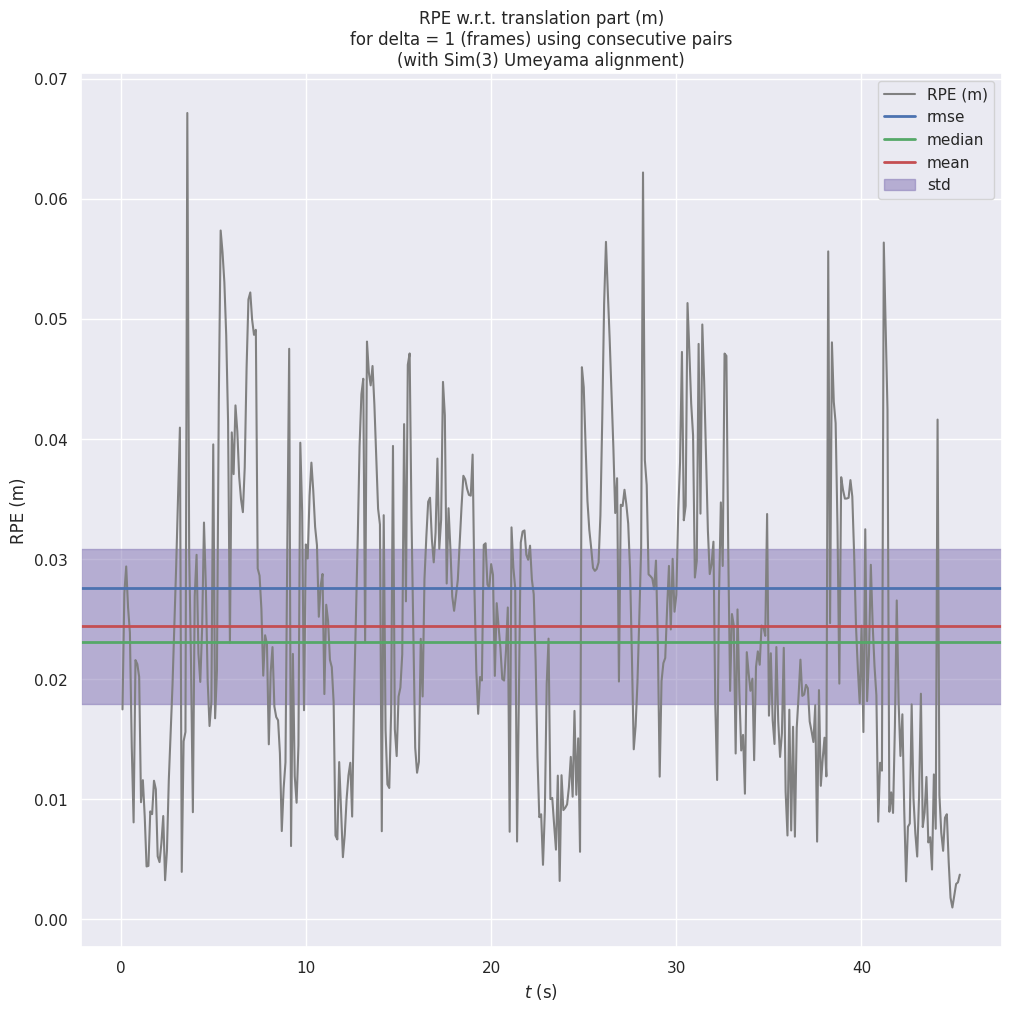 RPE w.r.t. translation part (m)
for delta = 1 (frames) using consecutive pairs
(with Sim(3) Umeyama alignment)
RPE (m)
rmse
median
mean
std
0.07
0.06
0.05
0.04
0.03
0.02
0.01
0.00
RPE (m)
0
10
20
30
40
t (s)